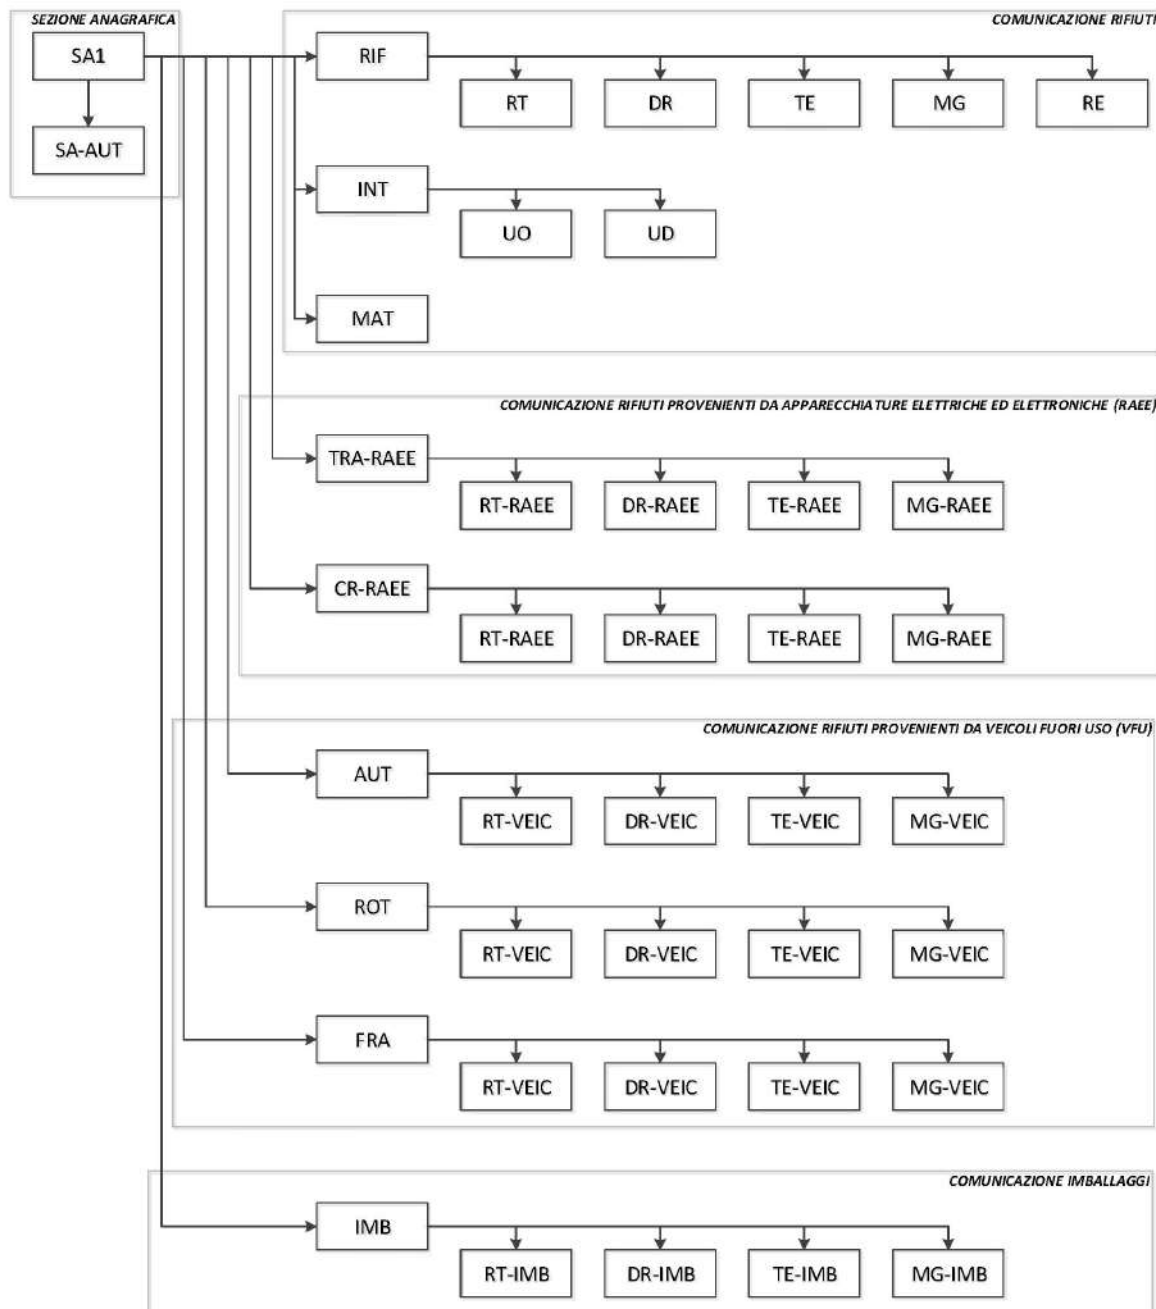 SEZIONE ANAGRAFICA
COMUNICAZIONE RIFIUTI
SA1
RIF
RT
DR
TE
MG
RE
SA-AUT
INT
UO
UD
MAT
COMUNICAZIONE RIFIUTI PROVENIENTI DA APPARECCHIATURE ELETTRICHE ED ELETTRONICHE (RAEE)
TRA-RAEE
RT-RAEE
DR-RAEE
TE-RAEE
MG-RAEE
CR-RAEE
RT-RAEE
DR-RAEE
TE-RAEE
MG-RAEE
COMUNICAZIONE RIFIUTI PROVENIENTI DA VEICOLI FUORI USO (VFU)
AUT
RT-VEIC
DR-VEIC
TE-VEIC
MG-VEIC
ROT
RT-VEIC
DR-VEIC
TE-VEIC
MG-VEIC
FRA
RT-VEIC
DR-VEIC
TE-VEIC
MG-VEIC
COMUNICAZIONE IMBALLAGGI
IMB
RT-IMB
DR-IMB
TE-IMB
MG-IMB